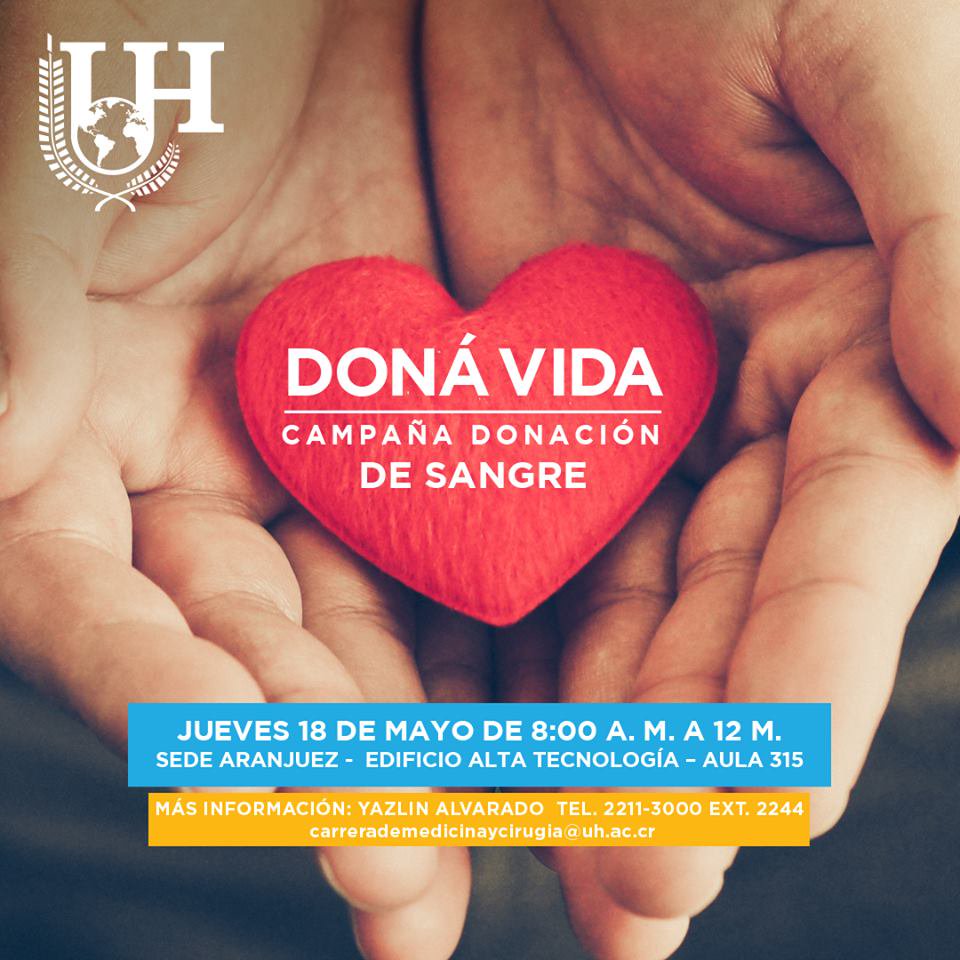 UH
DONÁ VIDA
CAMPAÑA DONACIÓN
DE SANGRE
JUEVES 18 DE MAYO DE 8:00 A. M. A 12 M.
SEDE ARANJUEZ - EDIFICIO ALTA TECNOLOGÍA – AULA 315
MÁS INFORMACIÓN: YAZLIN ALVARADO TEL. 2211-3000 EXT. 2244
carrerademedicinaycirugia@uh.ac.cr